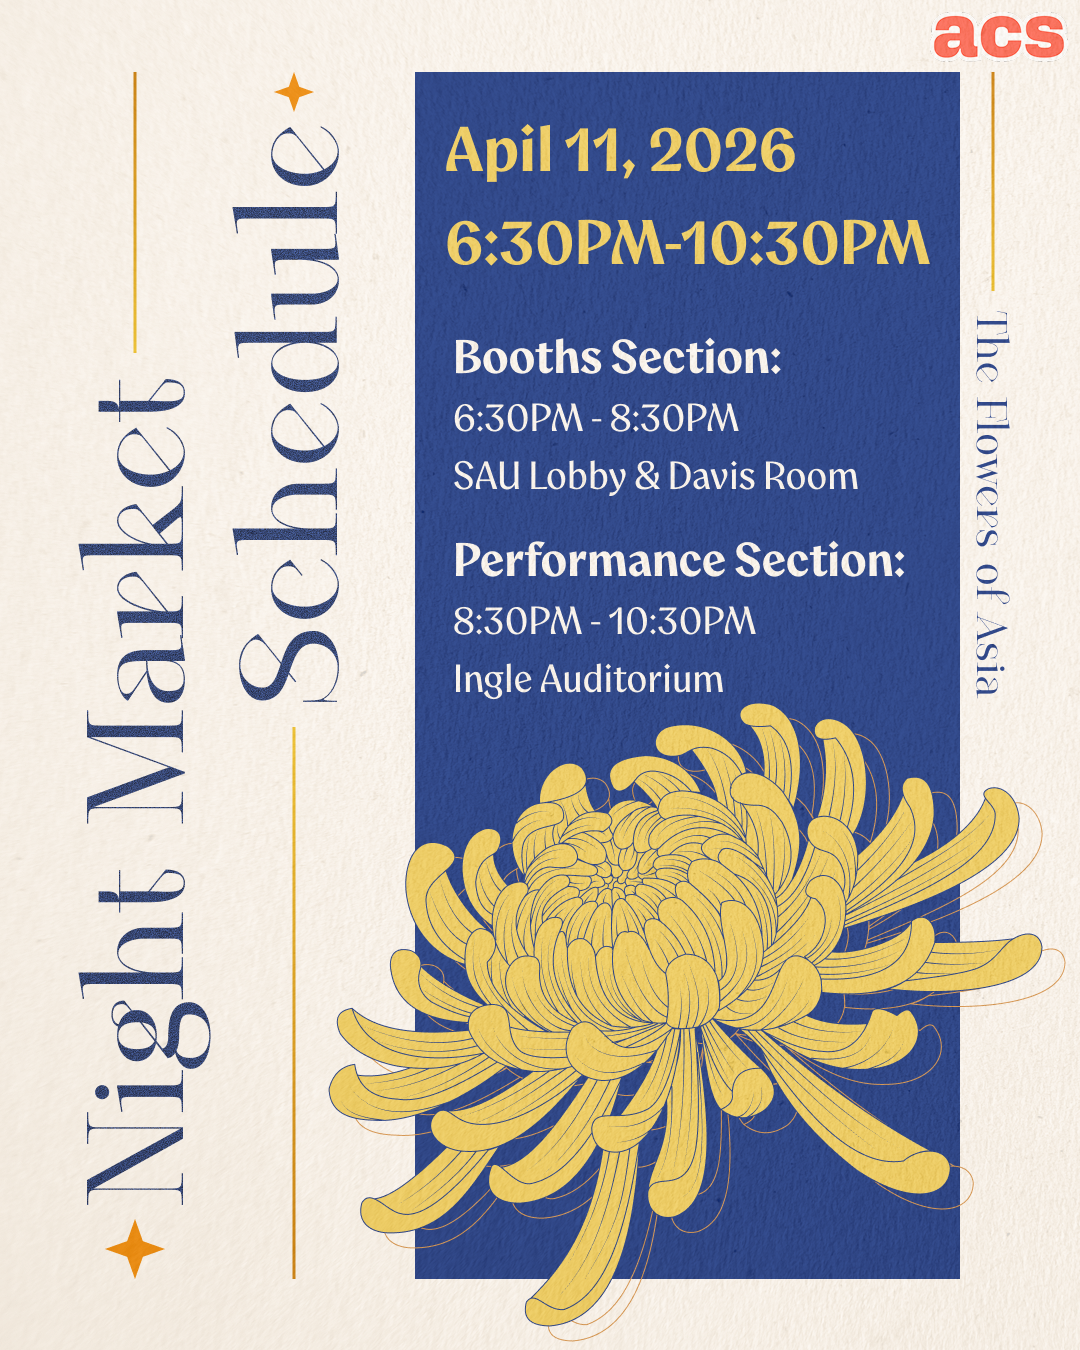 acs
Night Market
Schedule
Apil 11, 2026
6:30PM-10:30PM
Booths Section:
6:30PM - 8:30PM
SAU Lobby & Davis Room
Performance Section:
8:30PM - 10:30PM
Ingle Auditorium
The Flowers of Asia